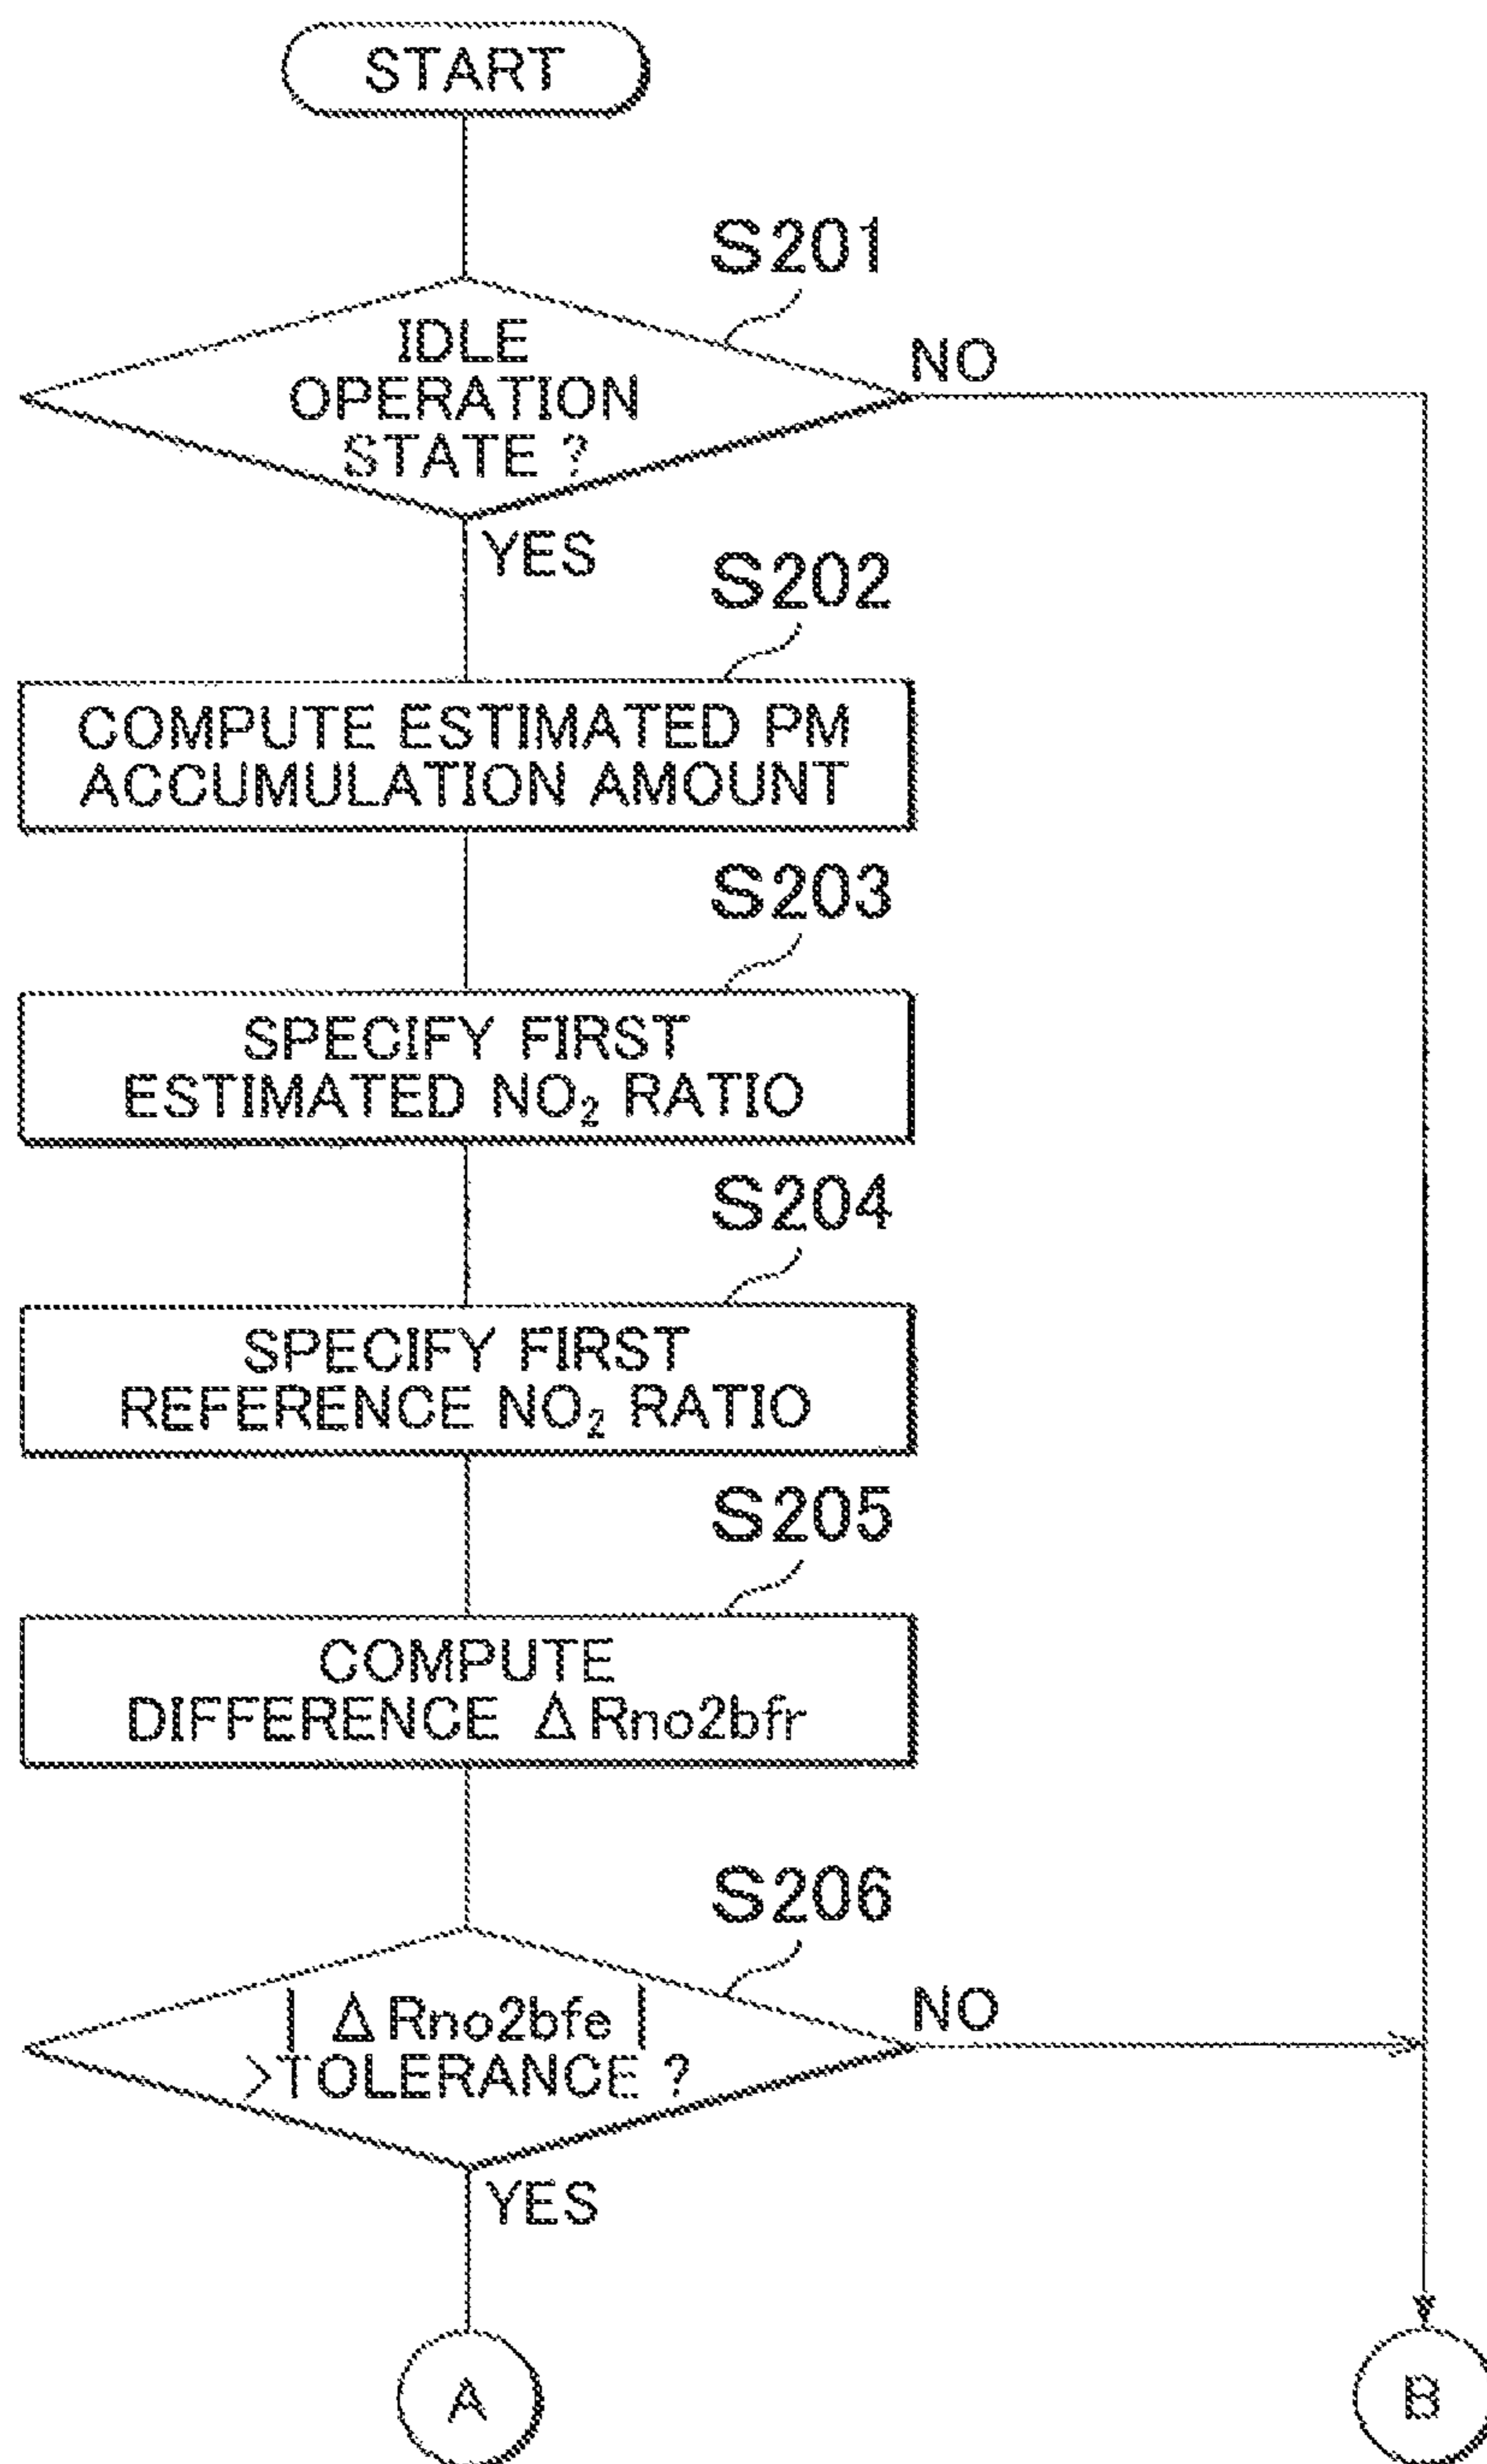 START
S201
IDLE
OPERATION
STATE ?
NO
YES
S202
COMPUTE ESTIMATED PM
ACCUMULATION AMOUNT
S203
SPECIFY FIRST
ESTIMATED NO₂ RATIO
S204
SPECIFY FIRST
REFERENCE NO₂ RATIO
S205
COMPUTE
DIFFERENCE ΔRno2bfr
S206
| ΔRno2bfe |
>TOLERANCE ?
NO
YES
A
B